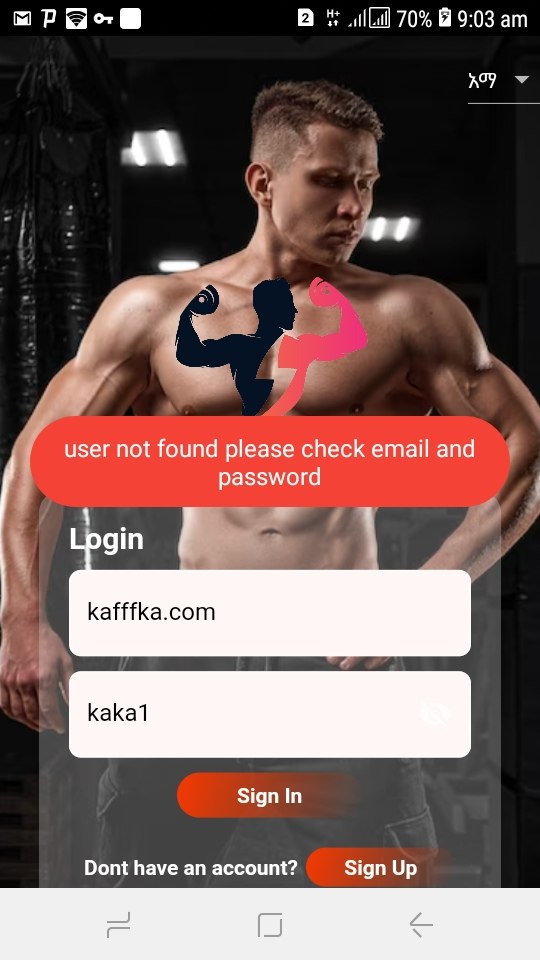 2 H+ 70% 9:03 am
አማ
user not found please check email and
password
Login
kafffka.com
kaka1
Sign In
Dont have an account? Sign Up